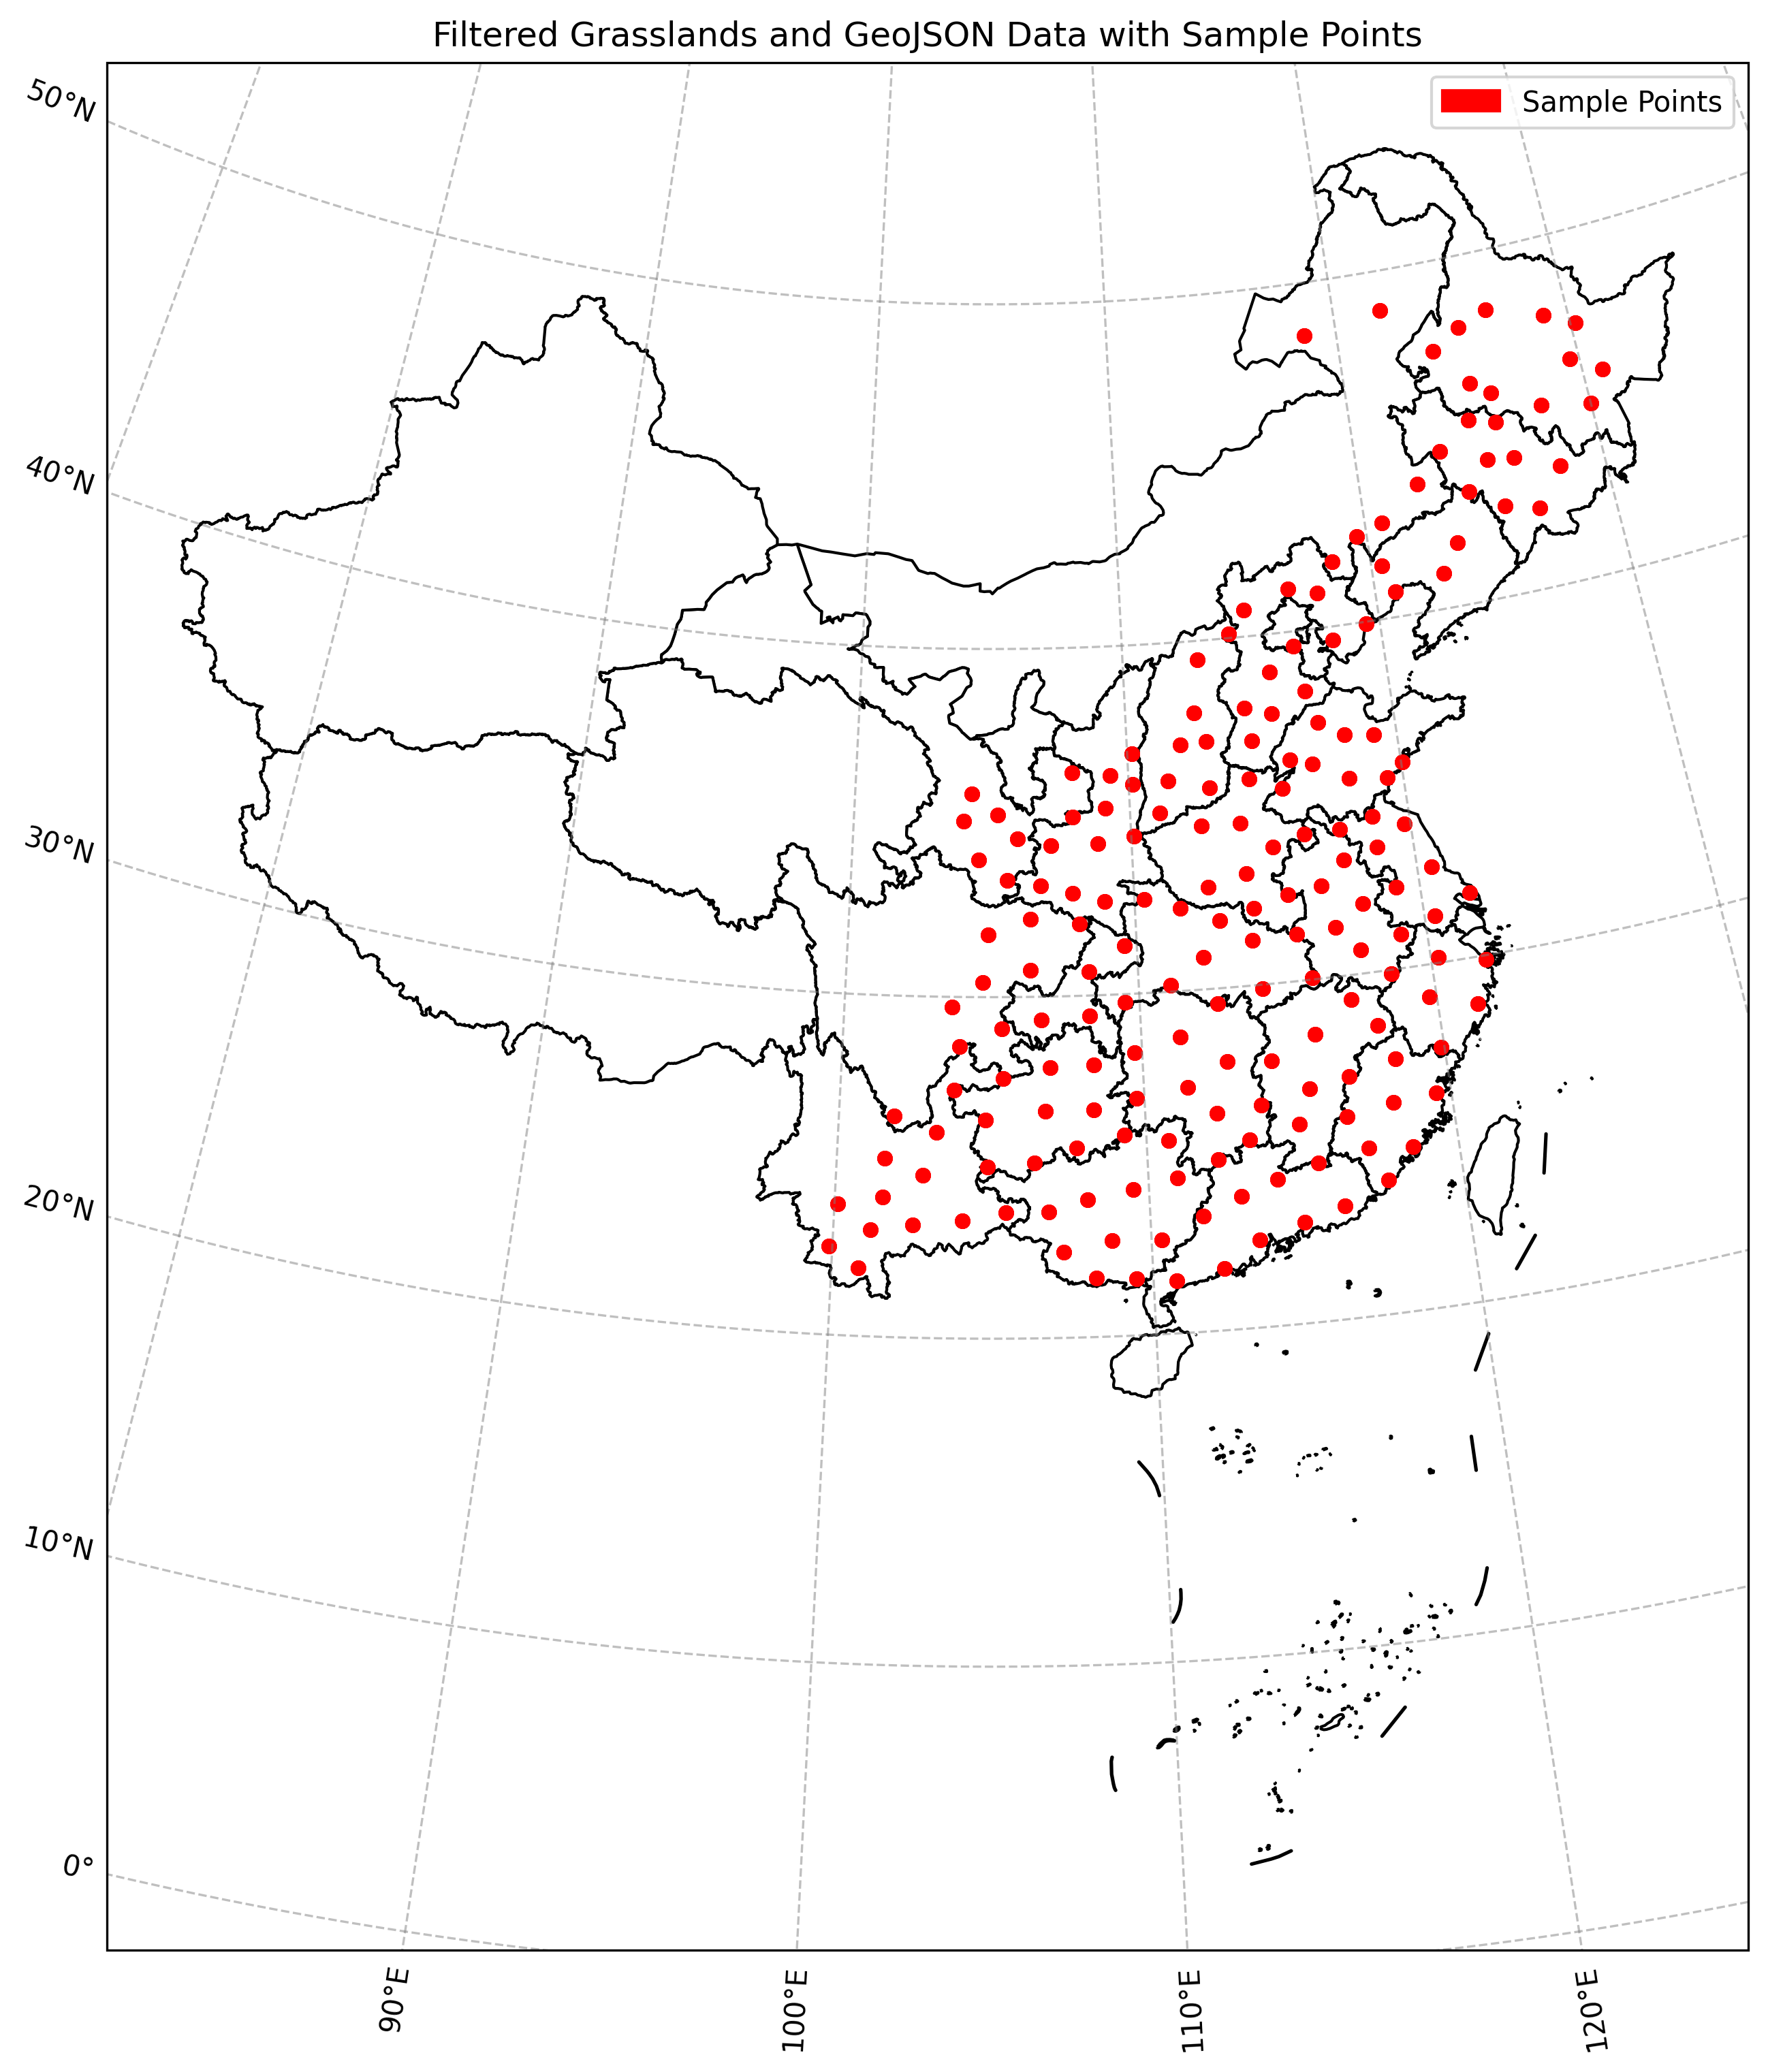 Filtered Grasslands and GeoJSON Data with Sample Points
Sample Points
50°N
40°N
30°N
20°N
10°N
0°
90°E
100°E
110°E
120°E